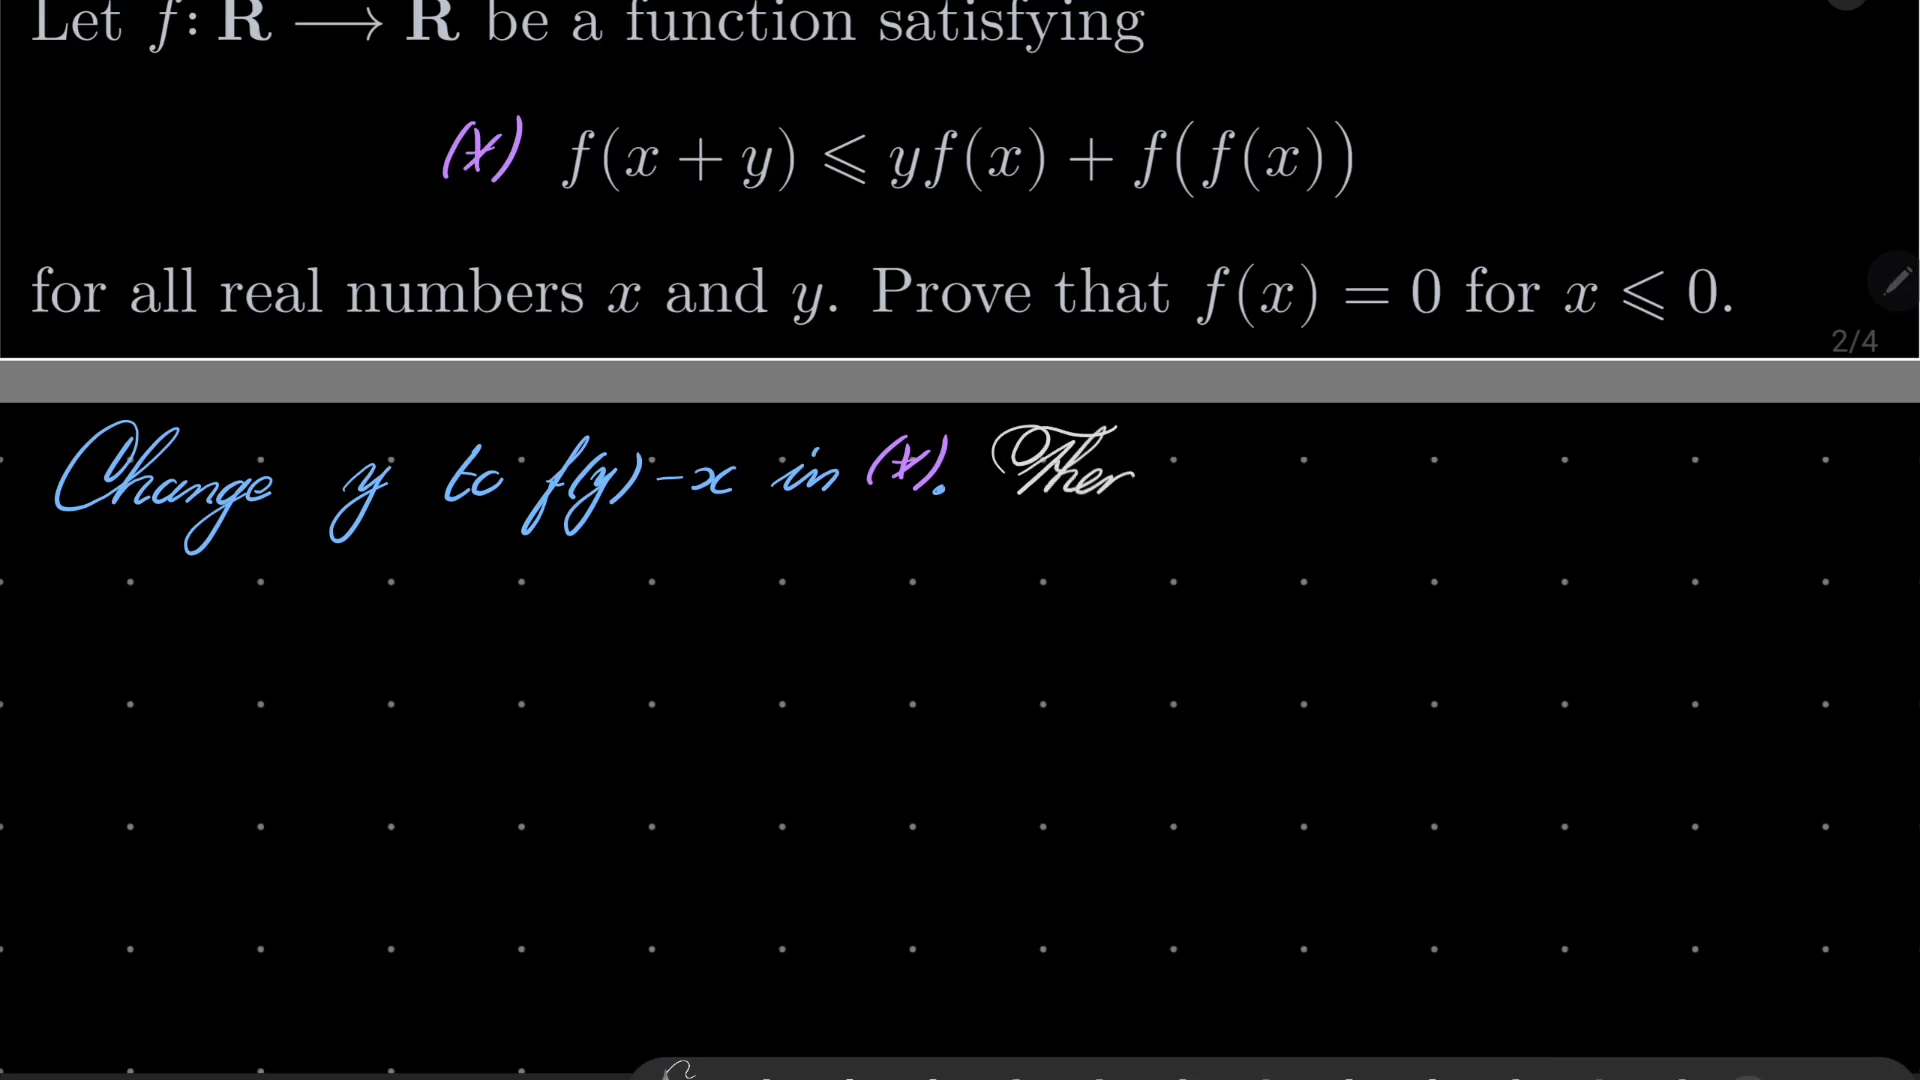 Let f: R ⟶ R be a function satisfying
(*) f(x + y) ⩽ yf(x) + f(f(x))
for all real numbers x and y. Prove that f(x) = 0 for x ⩽ 0.
2/4
Change y to f(y)-x in (*). Then